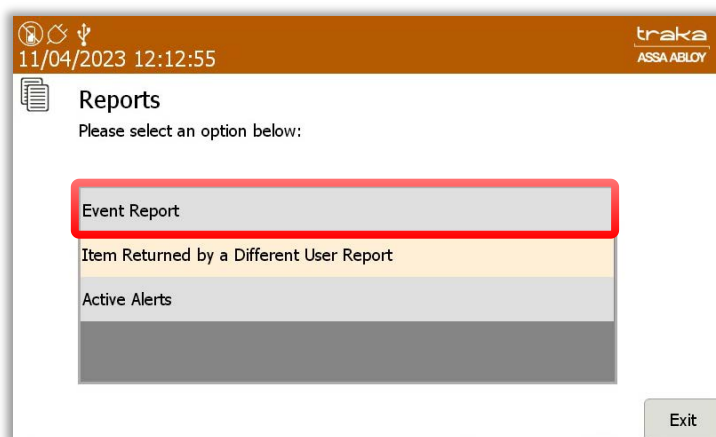 traka
11/04/2023 12:12:55
ASSA ABLOY
Reports
Please select an option below:
Event Report
Item Returned by a Different User Report
Active Alerts
Exit